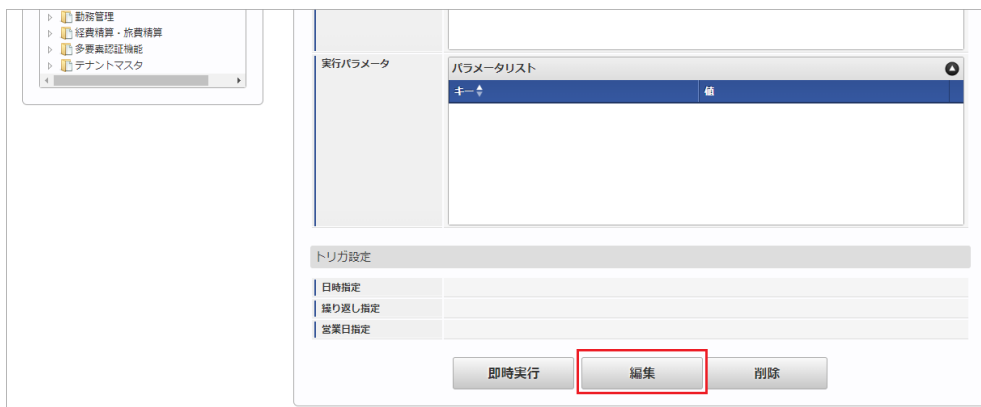 勤務管理
経費精算・旅費精算
多要素認証機能
テナントマスタ
実行パラメータ
パラメータリスト
キー 値
トリガ設定
日時指定
繰り返し指定
営業日指定
即時実行 編集 削除